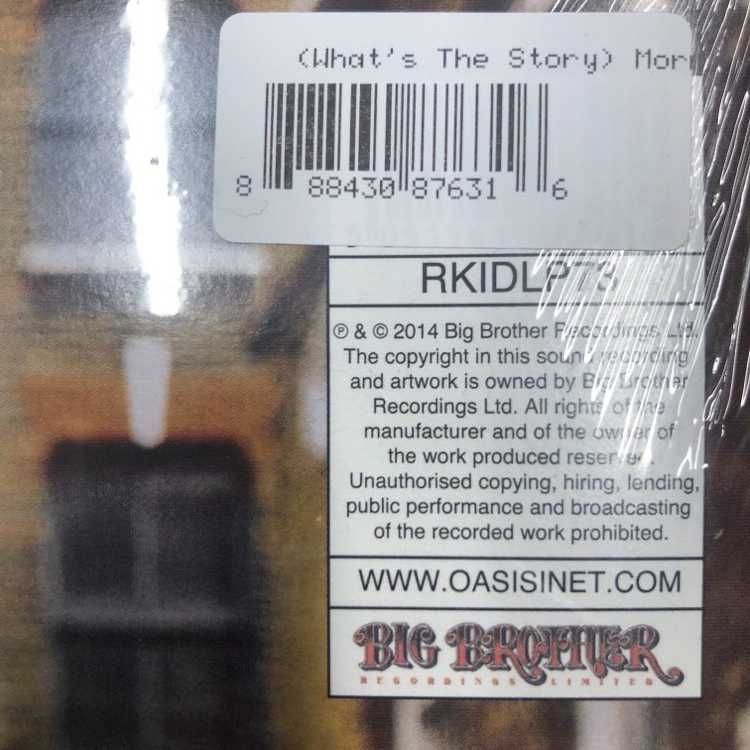 (What's The Story) Mor
8 88430 87631 6
RKIDLP73
℗ & © 2014 Big Brother Recordings Ltd.
The copyright in this sound recording
and artwork is owned by Big Brother
Recordings Ltd. All rights of the
manufacturer and of the owner of
the work produced reserved.
Unauthorised copying, hiring, lending,
public performance and broadcasting
of the recorded work prohibited.
WWW.OASISINET.COM
BIG BROTHER
RECORDINGS LIMITED